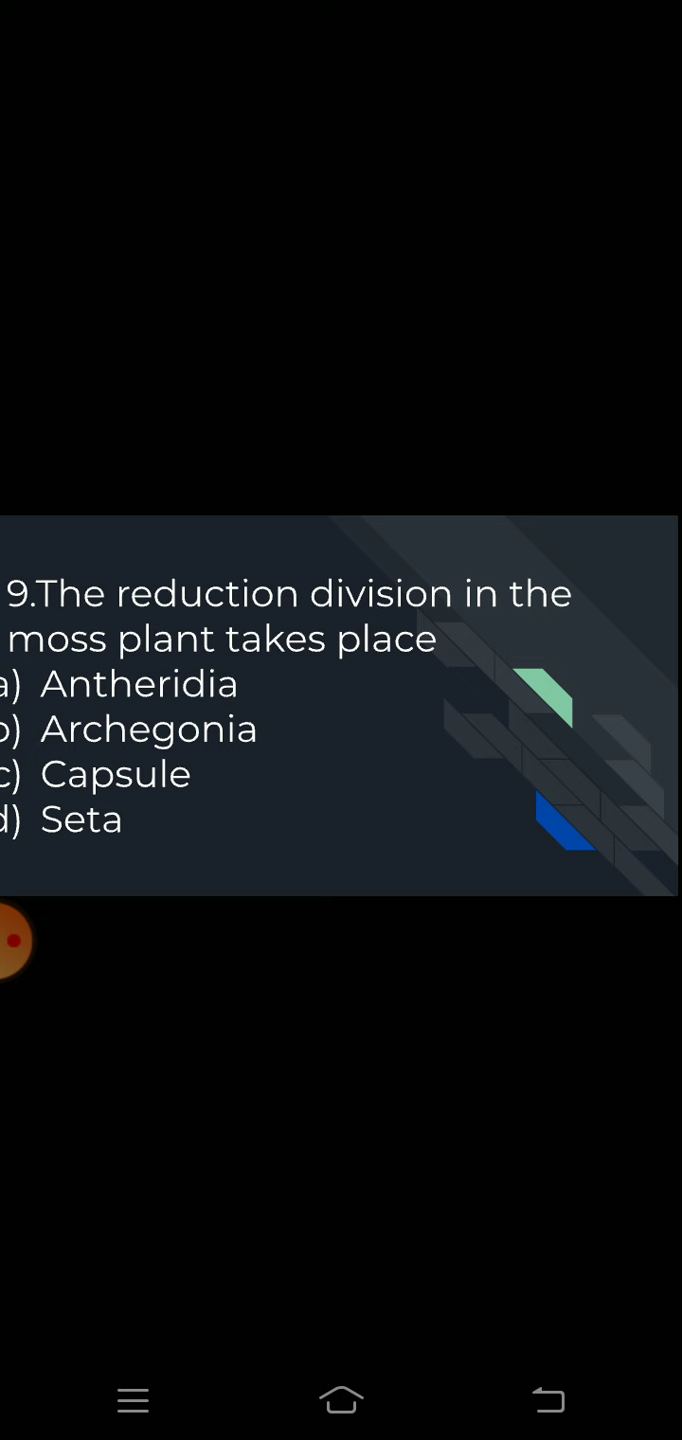 9.The reduction division in the
moss plant takes place
a) Antheridia
b) Archegonia
c) Capsule
d) Seta